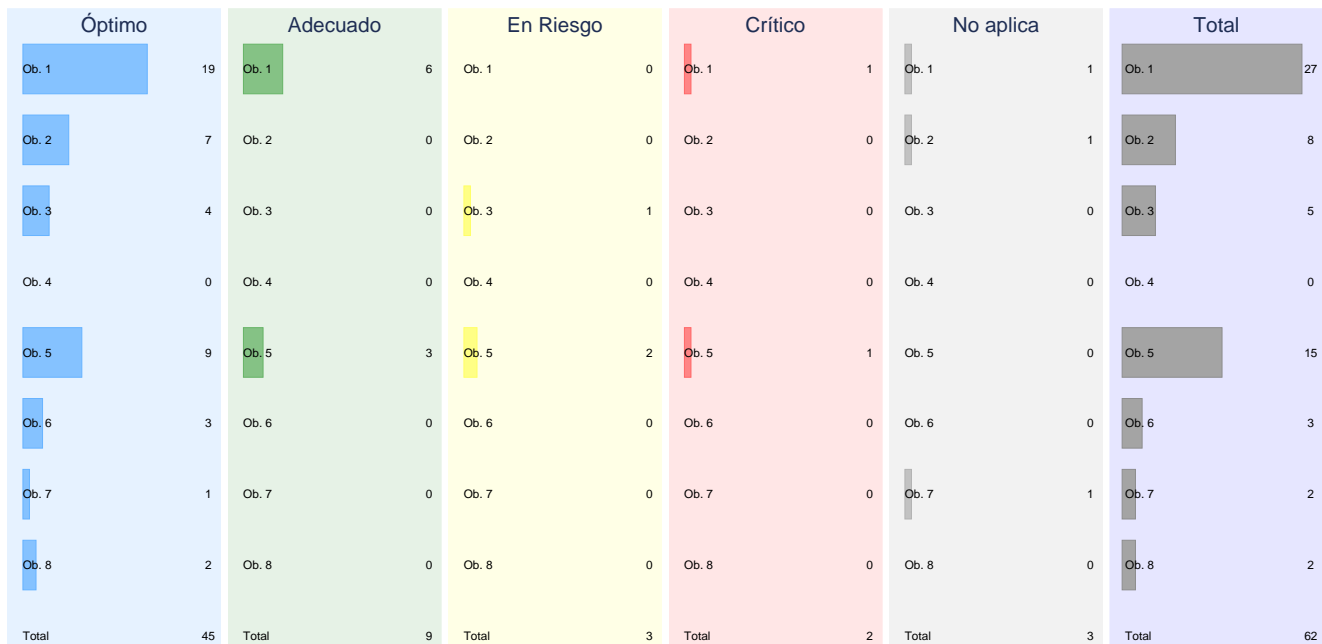 Óptimo Adecuado En Riesgo Crítico No aplica Total
Ob. 1 19 Ob. 1 6 Ob. 1 0 Ob. 1 1 Ob. 1 1 Ob. 1 27
Ob. 2 7 Ob. 2 0 Ob. 2 0 Ob. 2 0 Ob. 2 1 Ob. 2 8
Ob. 3 4 Ob. 3 0 Ob. 3 1 Ob. 3 0 Ob. 3 0 Ob. 3 5
Ob. 4 0 Ob. 4 0 Ob. 4 0 Ob. 4 0 Ob. 4 0 Ob. 4 0
Ob. 5 9 Ob. 5 3 Ob. 5 2 Ob. 5 1 Ob. 5 0 Ob. 5 15
Ob. 6 3 Ob. 6 0 Ob. 6 0 Ob. 6 0 Ob. 6 0 Ob. 6 3
Ob. 7 1 Ob. 7 0 Ob. 7 0 Ob. 7 0 Ob. 7 1 Ob. 7 2
Ob. 8 2 Ob. 8 0 Ob. 8 0 Ob. 8 0 Ob. 8 0 Ob. 8 2
Total 45 Total 9 Total 3 Total 2 Total 3 Total 62